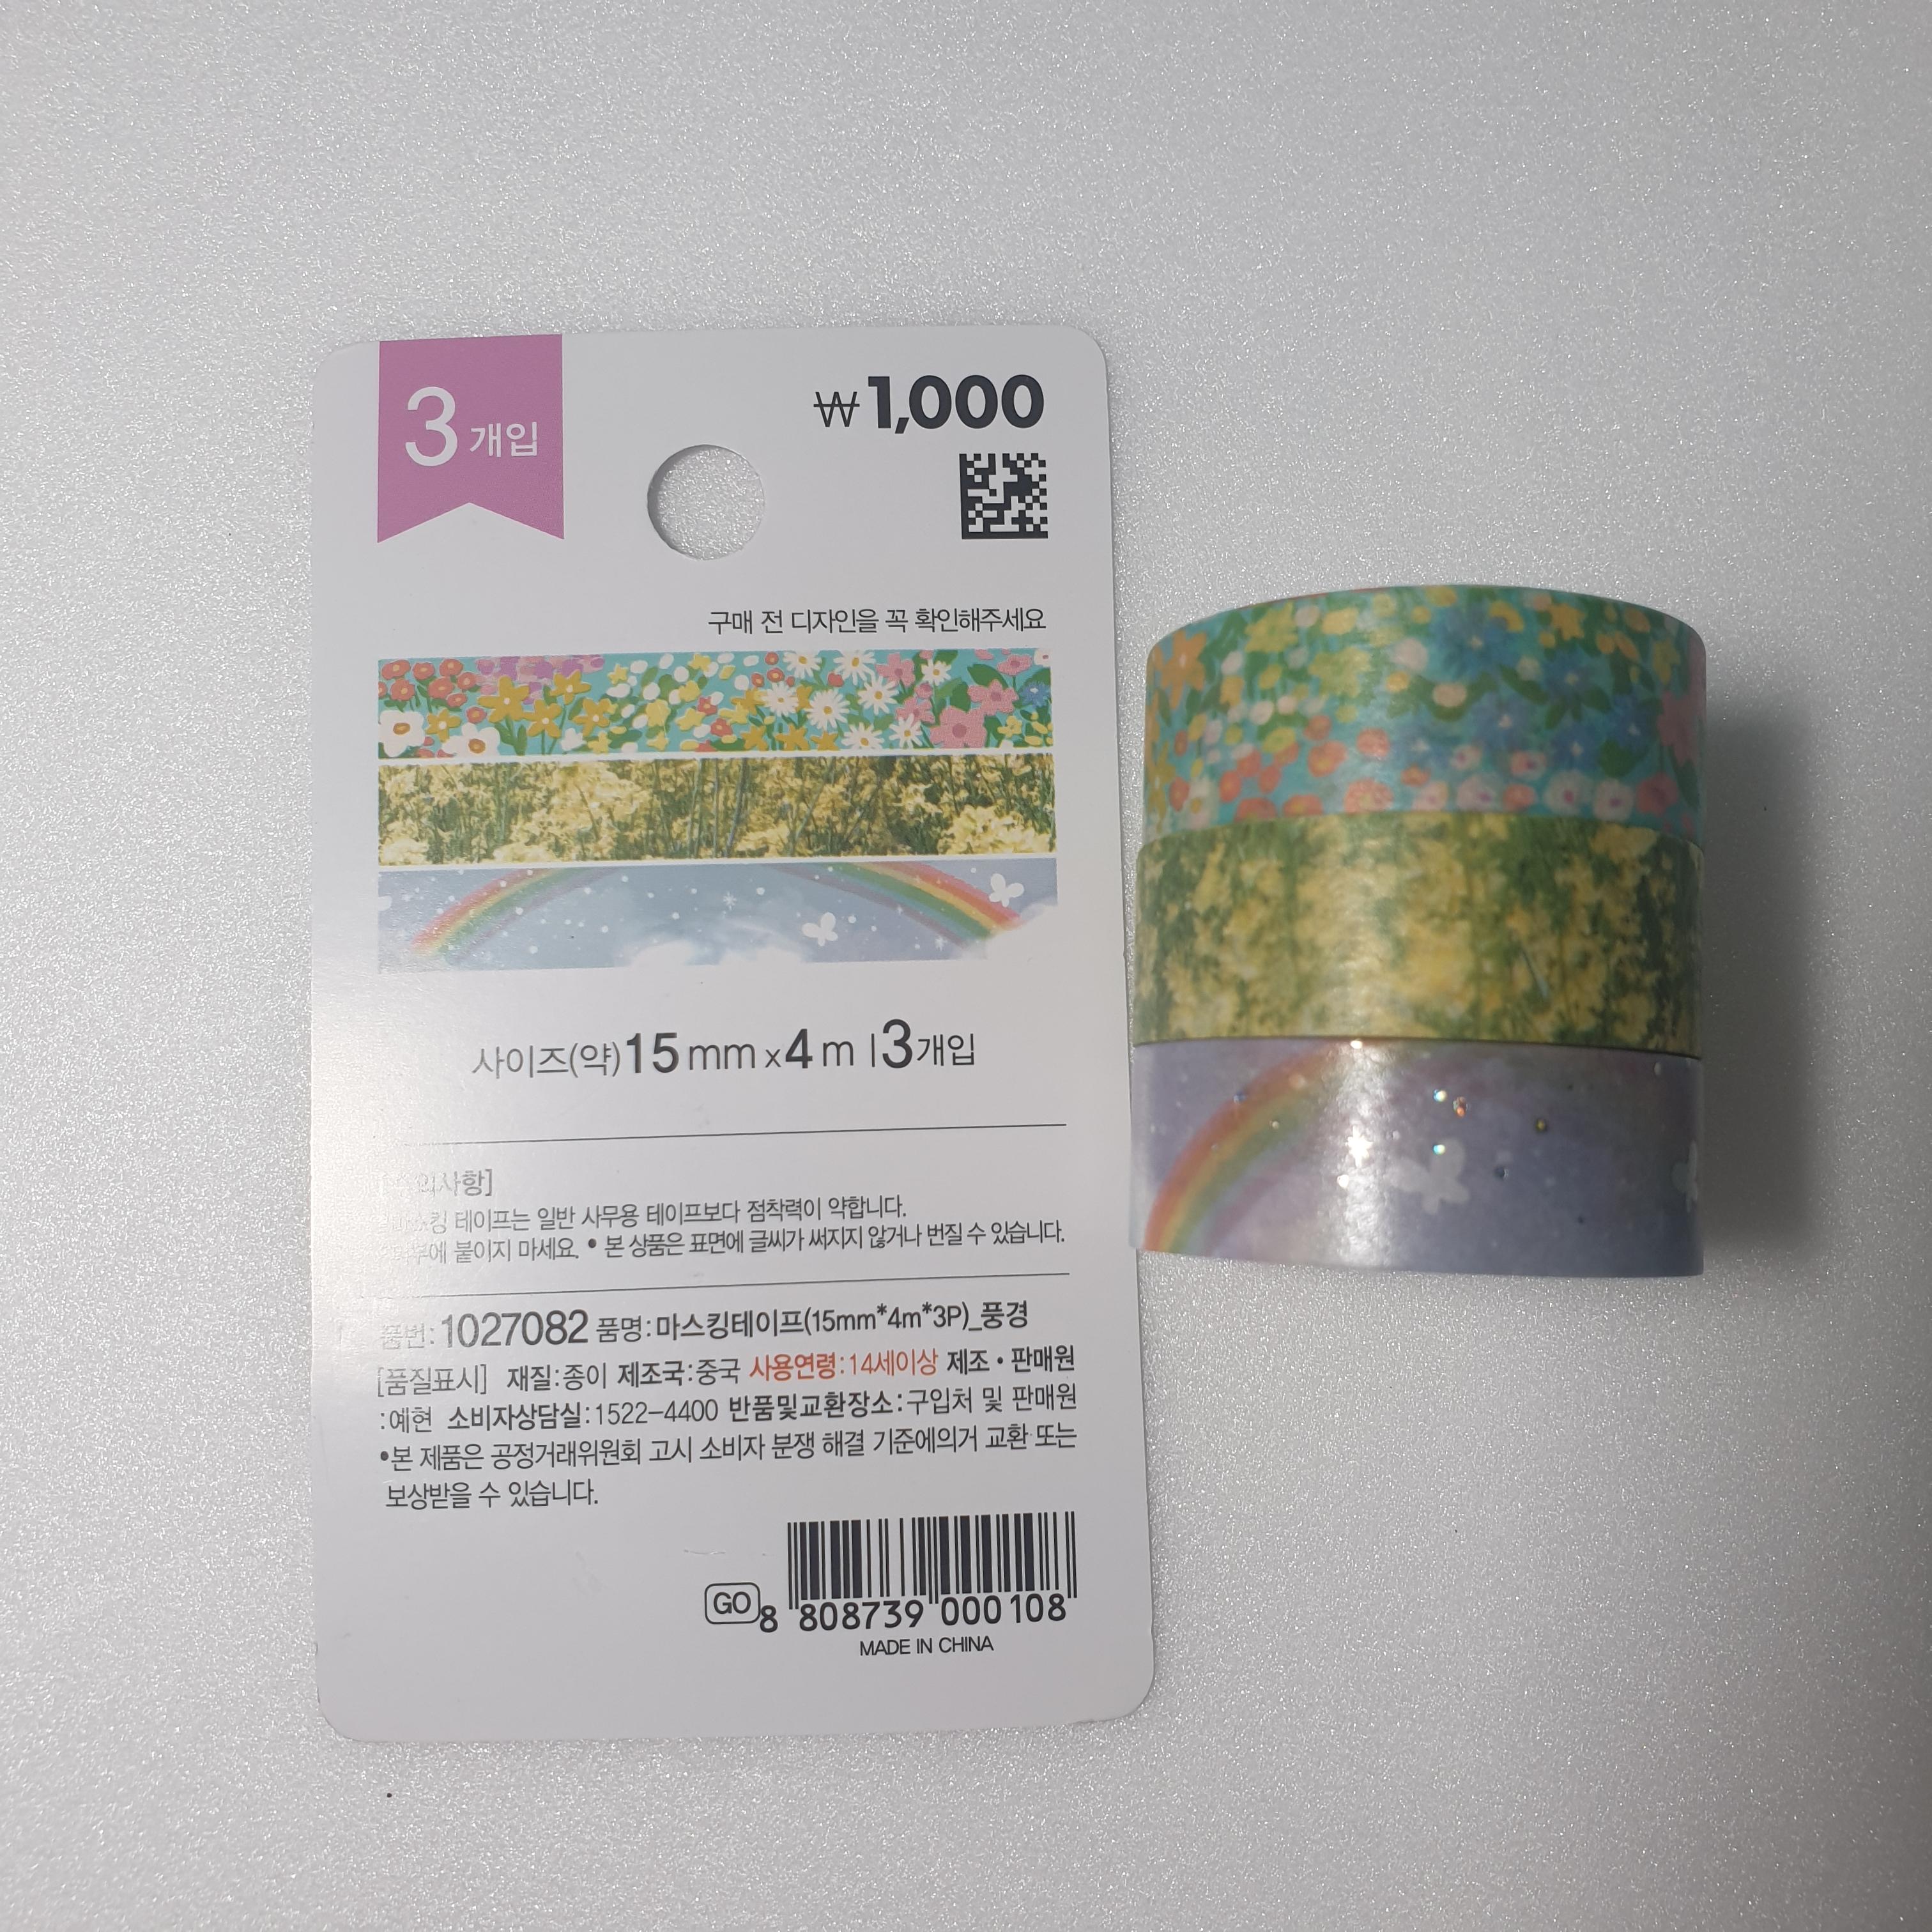 3개입
₩1,000
구매 전 디자인을 꼭 확인해주세요
사이즈(약)15mm x 4m | 3개입
테이프는 일반 사무용 테이프보다 점착력이 약합니다.
붙이지 마세요. • 본 상품은 표면에 글씨가 써지지 않거나 번질 수 있습니다.
품번:1027082 품명:마스킹테이프(15mm*4m*3P)_풍경
[품질표시] 재질:종이 제조국:중국 사용연령:14세이상 제조•판매원
:예현 소비자상담실:1522-4400 반품및교환장소:구입처 및 판매원
•본 제품은 공정거래위원회 고시 소비자 분쟁 해결 기준에의거 교환 또는
보상받을 수 있습니다.
GO 8 808739 000108
MADE IN CHINA